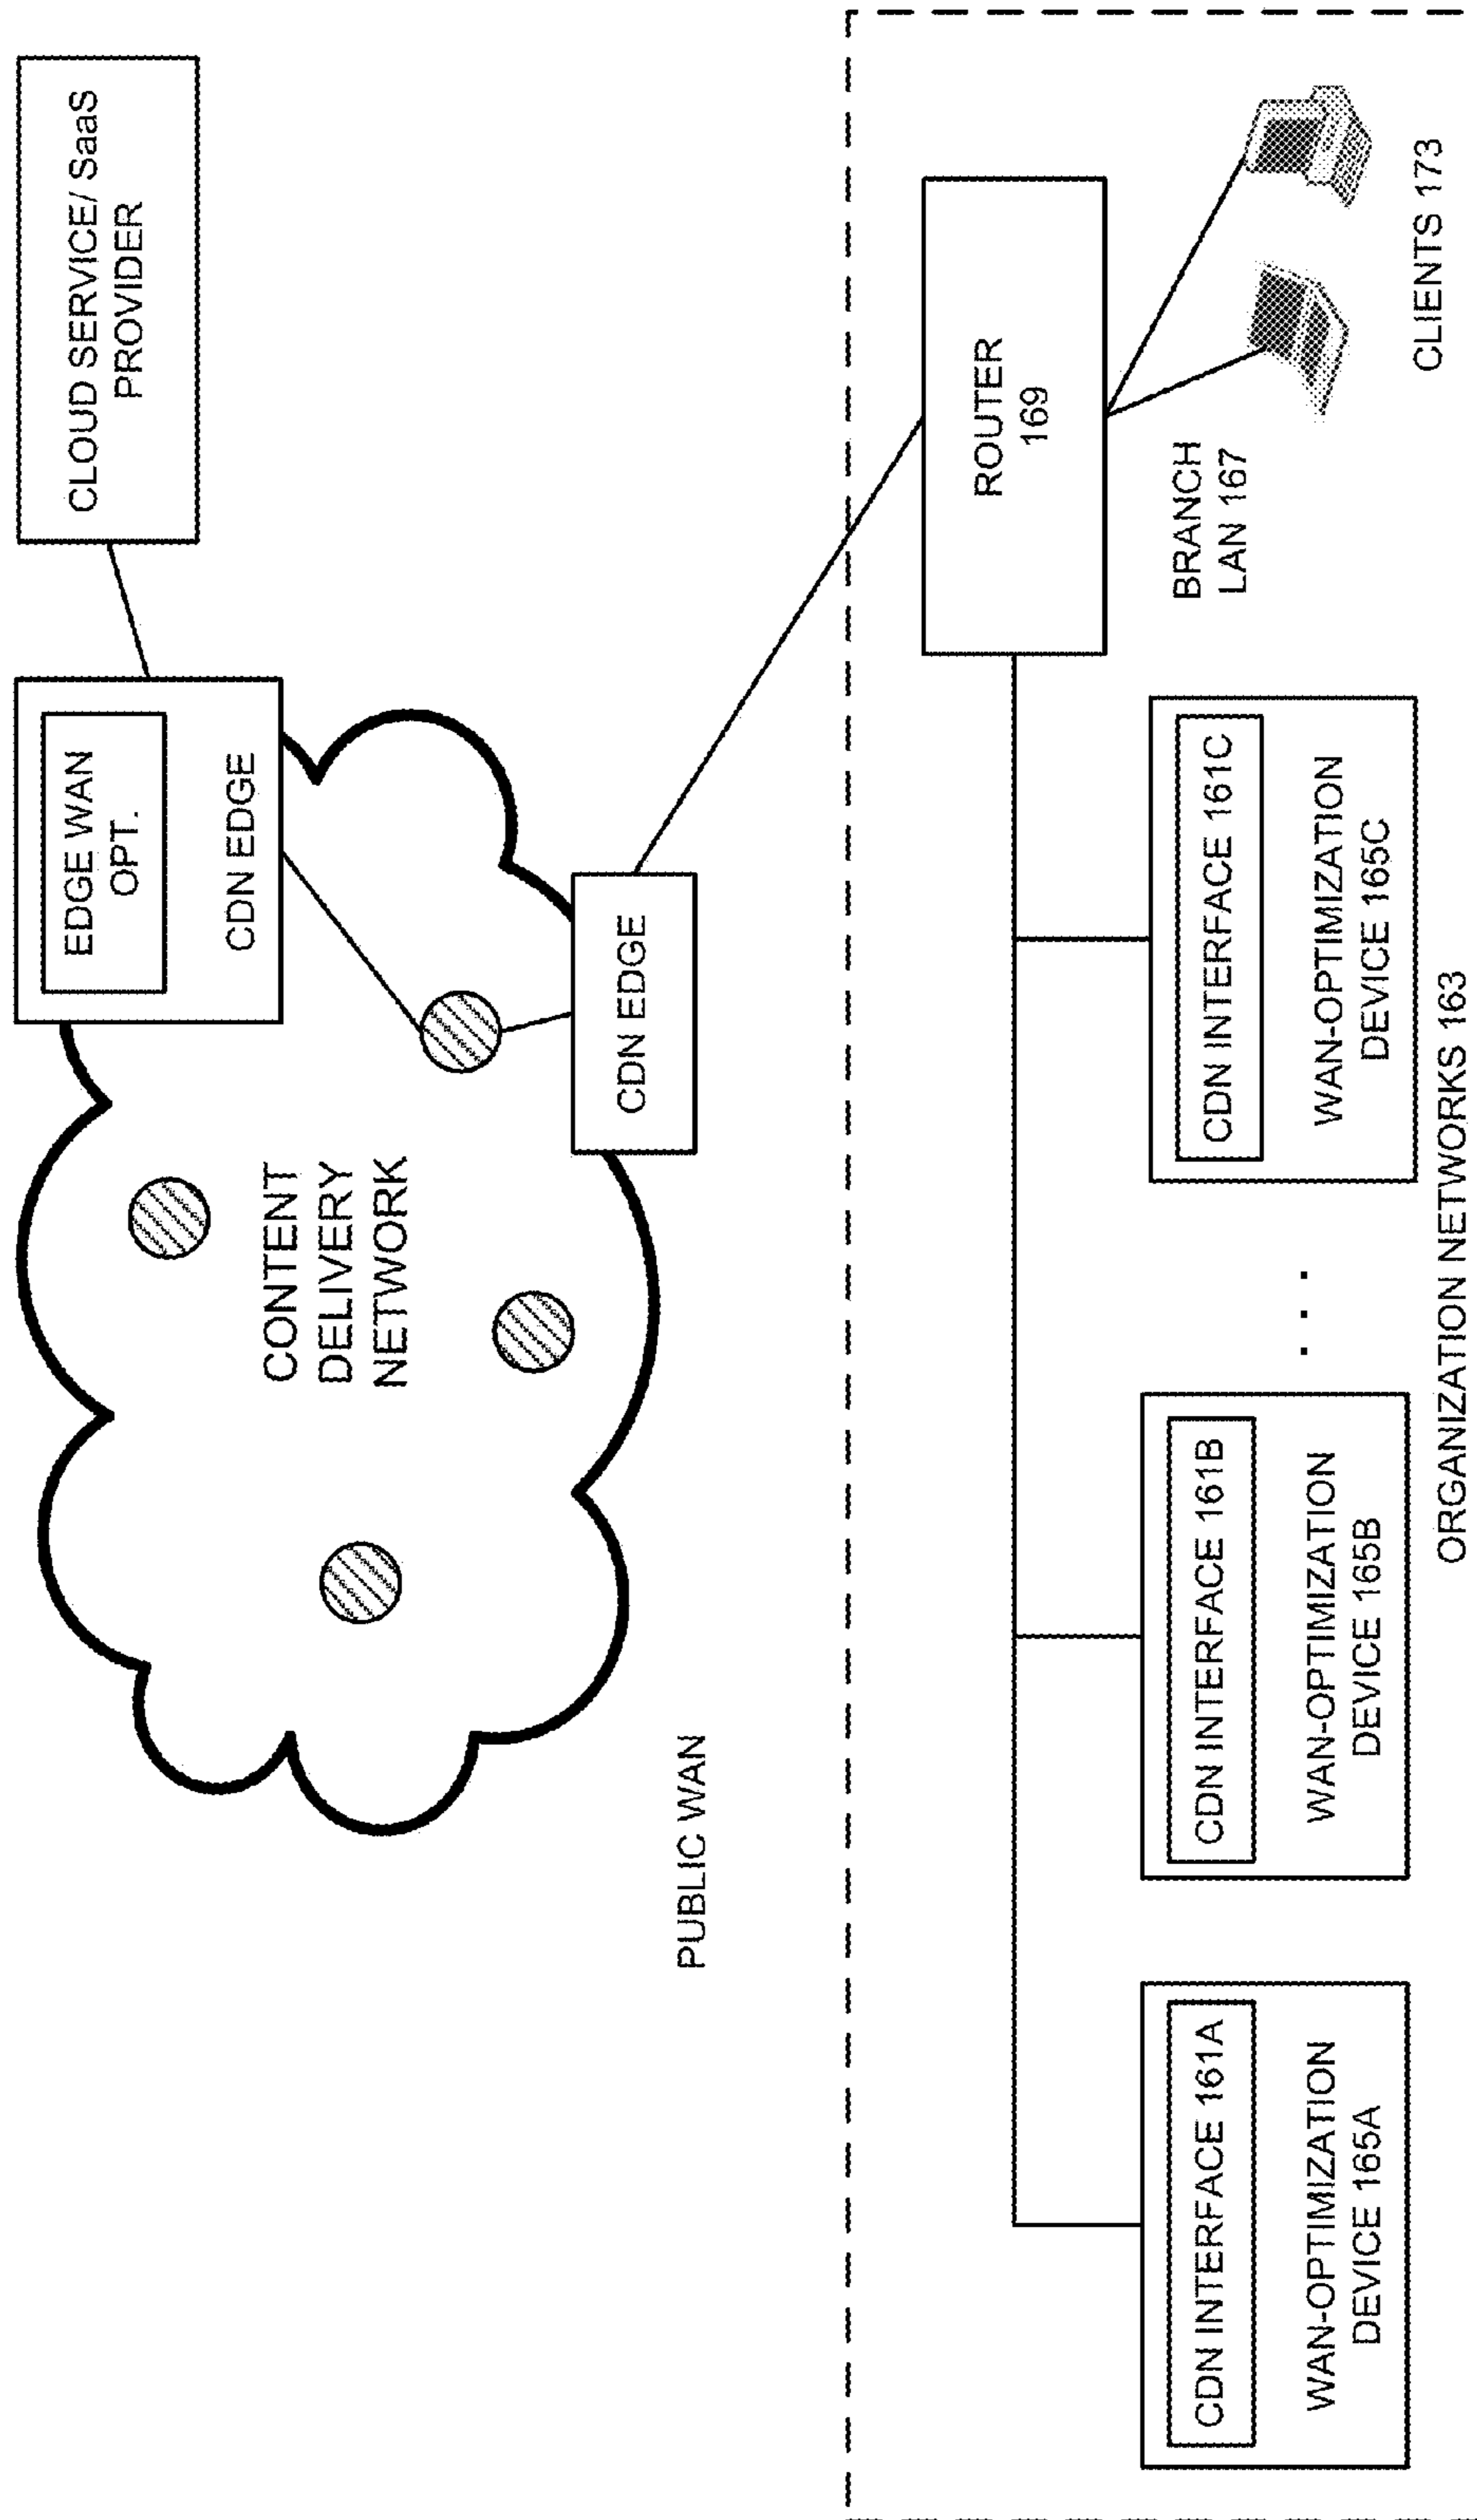 CLOUD SERVICE/ SaaS
PROVIDER
EDGE WAN
OPT.
CDN EDGE
CONTENT
DELIVERY
NETWORK
CDN EDGE
PUBLIC WAN
ROUTER
169
BRANCH
LAN 167
CLIENTS 173
CDN INTERFACE 161A
WAN-OPTIMIZATION
DEVICE 165A
CDN INTERFACE 161B
WAN-OPTIMIZATION
DEVICE 165B
. . .
CDN INTERFACE 161C
WAN-OPTIMIZATION
DEVICE 165C
ORGANIZATION NETWORKS 163